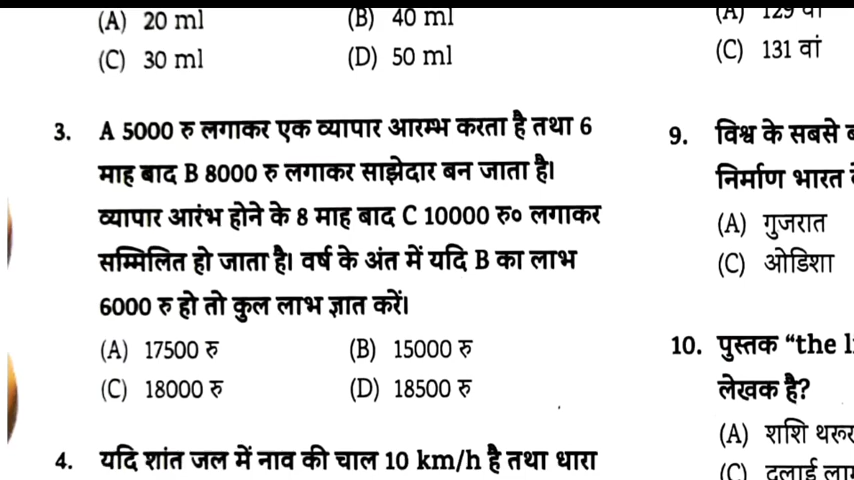 (A) 20 ml (B) 40 ml
(C) 30 ml (D) 50 ml
3. A 5000 रु लगाकर एक व्यापार आरम्भ करता है तथा 6
माह बाद B 8000 रु लगाकर साझेदार बन जाता है।
व्यापार आरंभ होने के 8 माह बाद C 10000 रु० लगाकर
सम्मिलित हो जाता है। वर्ष के अंत में यदि B का लाभ
6000 रु हो तो कुल लाभ ज्ञात करें।
(A) 17500 रु (B) 15000 रु
(C) 18000 रु (D) 18500 रु
4. यदि शांत जल में नाव की चाल 10 km/h है तथा धारा
(A) 129 वां
(C) 131 वां
9. विश्व के सबसे
निर्माण भारत
(A) गुजरात
(C) ओडिशा
10. पुस्तक “the
लेखक है?
(A) शशि थरूर
(C) दलाई